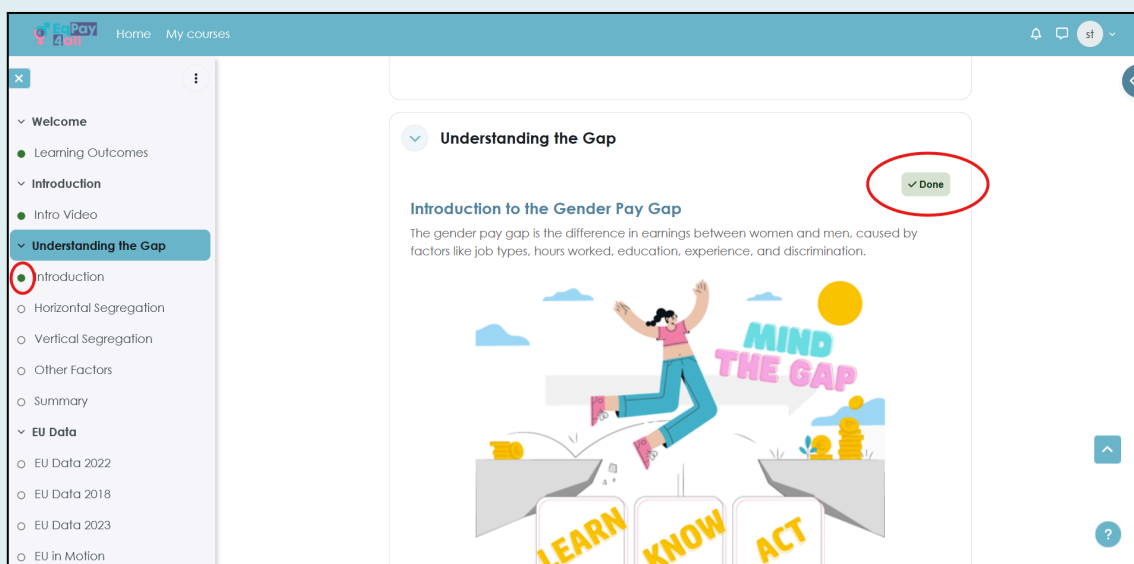 EqPay
4all
Home My courses
st
Welcome
Learning Outcomes
Introduction
Intro Video
Understanding the Gap
Introduction
Horizontal Segregation
Vertical Segregation
Other Factors
Summary
EU Data
EU Data 2022
EU Data 2018
EU Data 2023
EU in Motion
Understanding the Gap
Done
Introduction to the Gender Pay Gap
The gender pay gap is the difference in earnings between women and men, caused by
factors like job types, hours worked, education, experience, and discrimination.
MIND
THE GAP
LEARN KNOW ACT
?